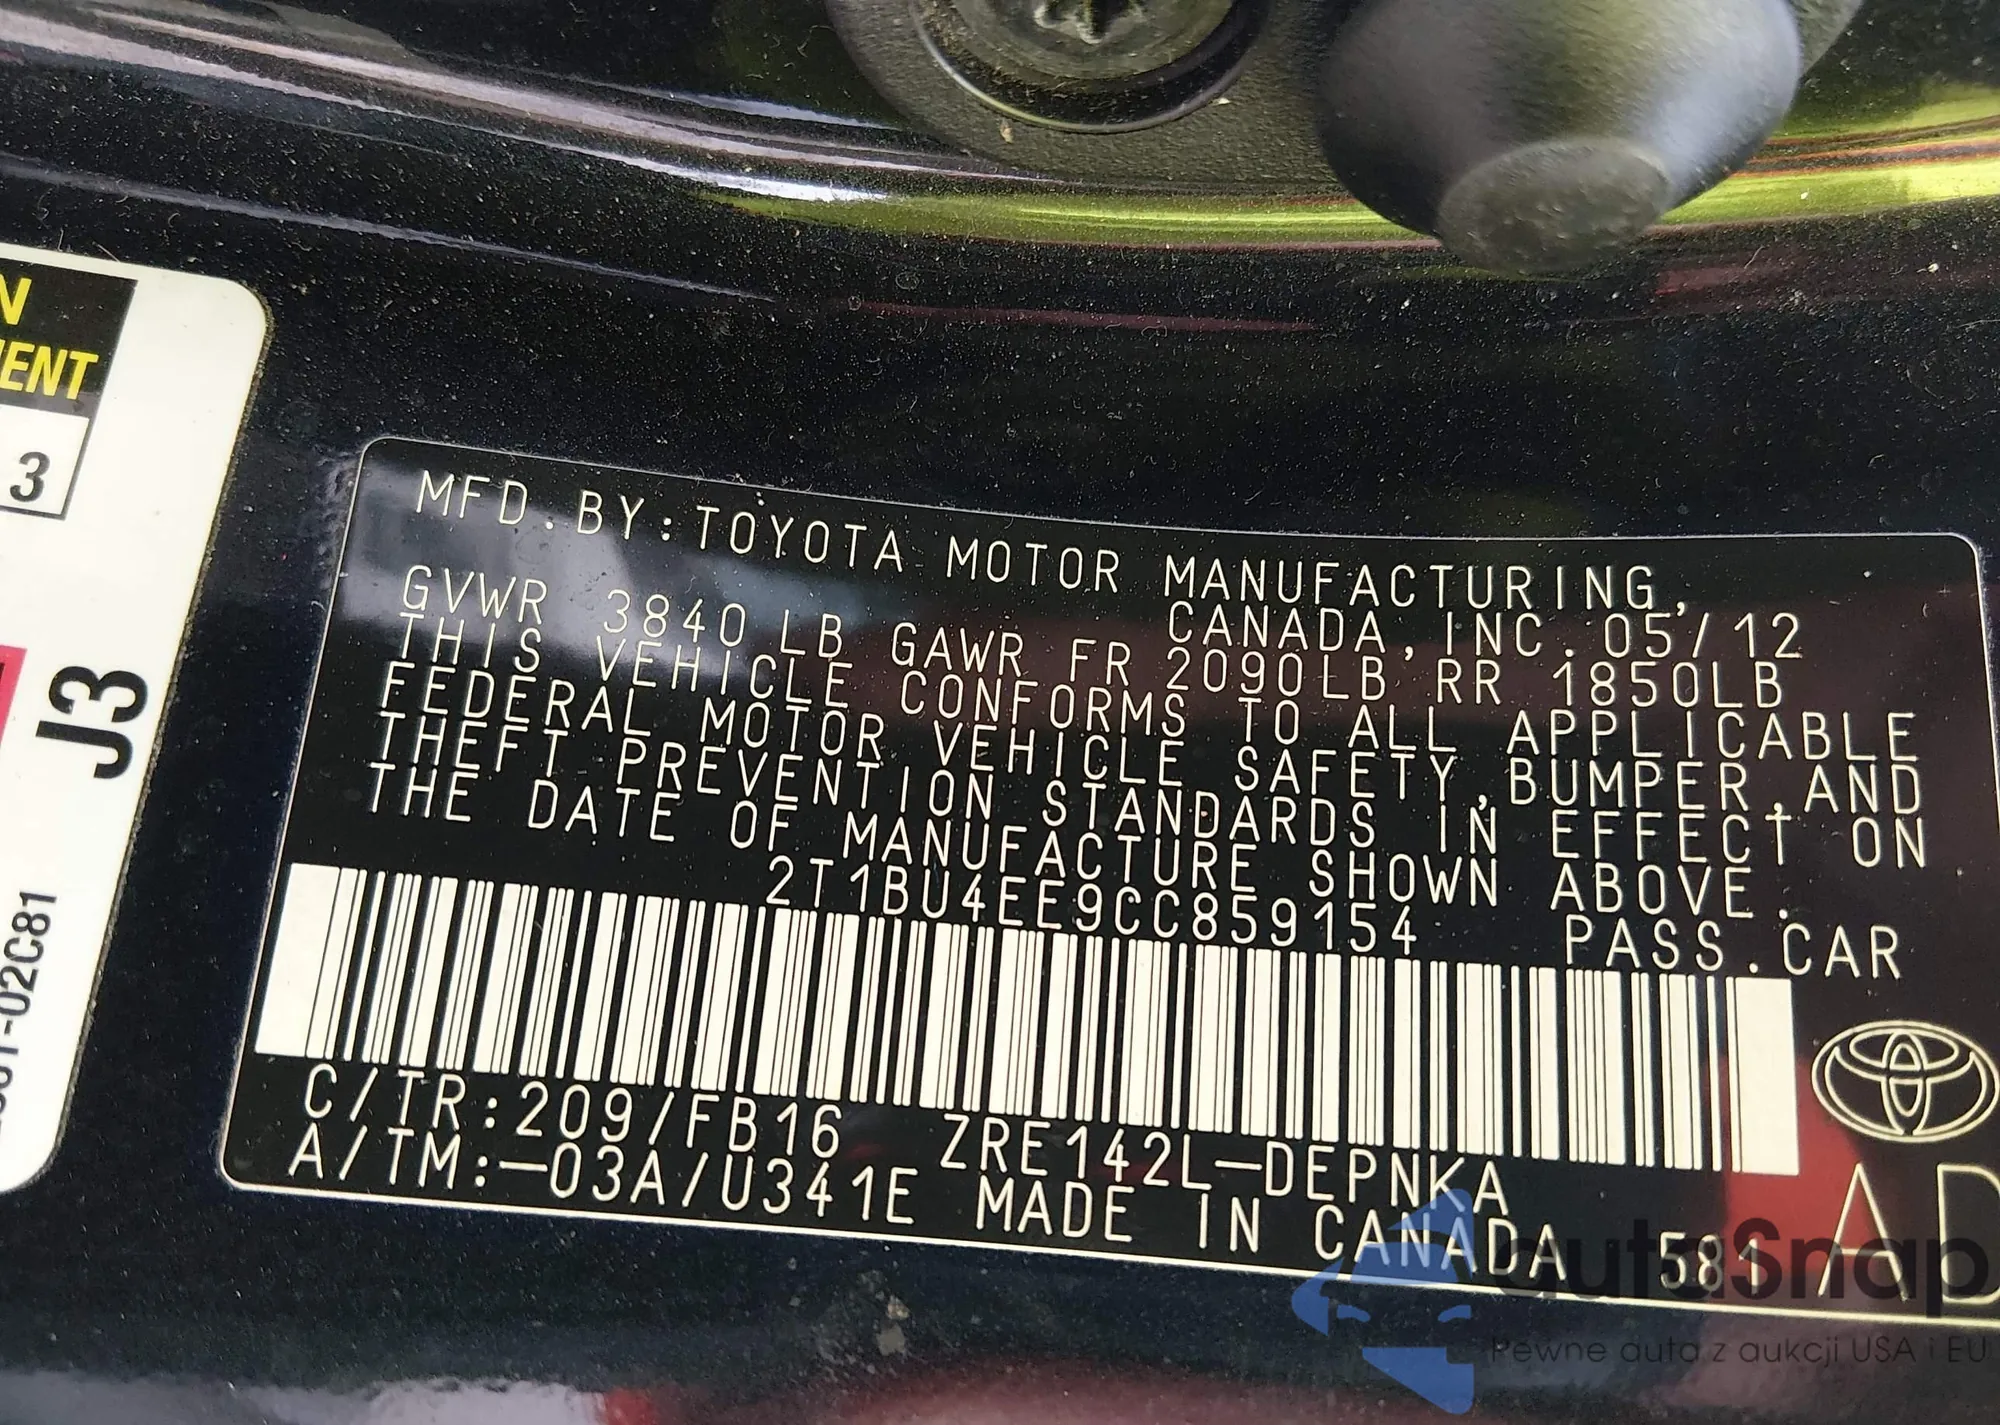 N
ENT
3
J3
-02C81
MFD.BY:TOYOTA MOTOR MANUFACTURING,
CANADA,INC.05/12
GVWR 3840LB GAWR FR 2090LB RR 1850LB
THIS VEHICLE CONFORMS TO ALL APPLICABLE
FEDERAL MOTOR VEHICLE SAFETY,BUMPER,AND
THEFT PREVENTION STANDARDS IN EFFECT ON
THE DATE OF MANUFACTURE SHOWN ABOVE.
2T1BU4EE9CC859154 PASS.CAR
C/TR:209/FB16 ZRE142L-DEPNKA
A/TM:-03A/U341E MADE IN CANADA 581 AD
autoSnap
Pewne auta z aukcji USA i EU